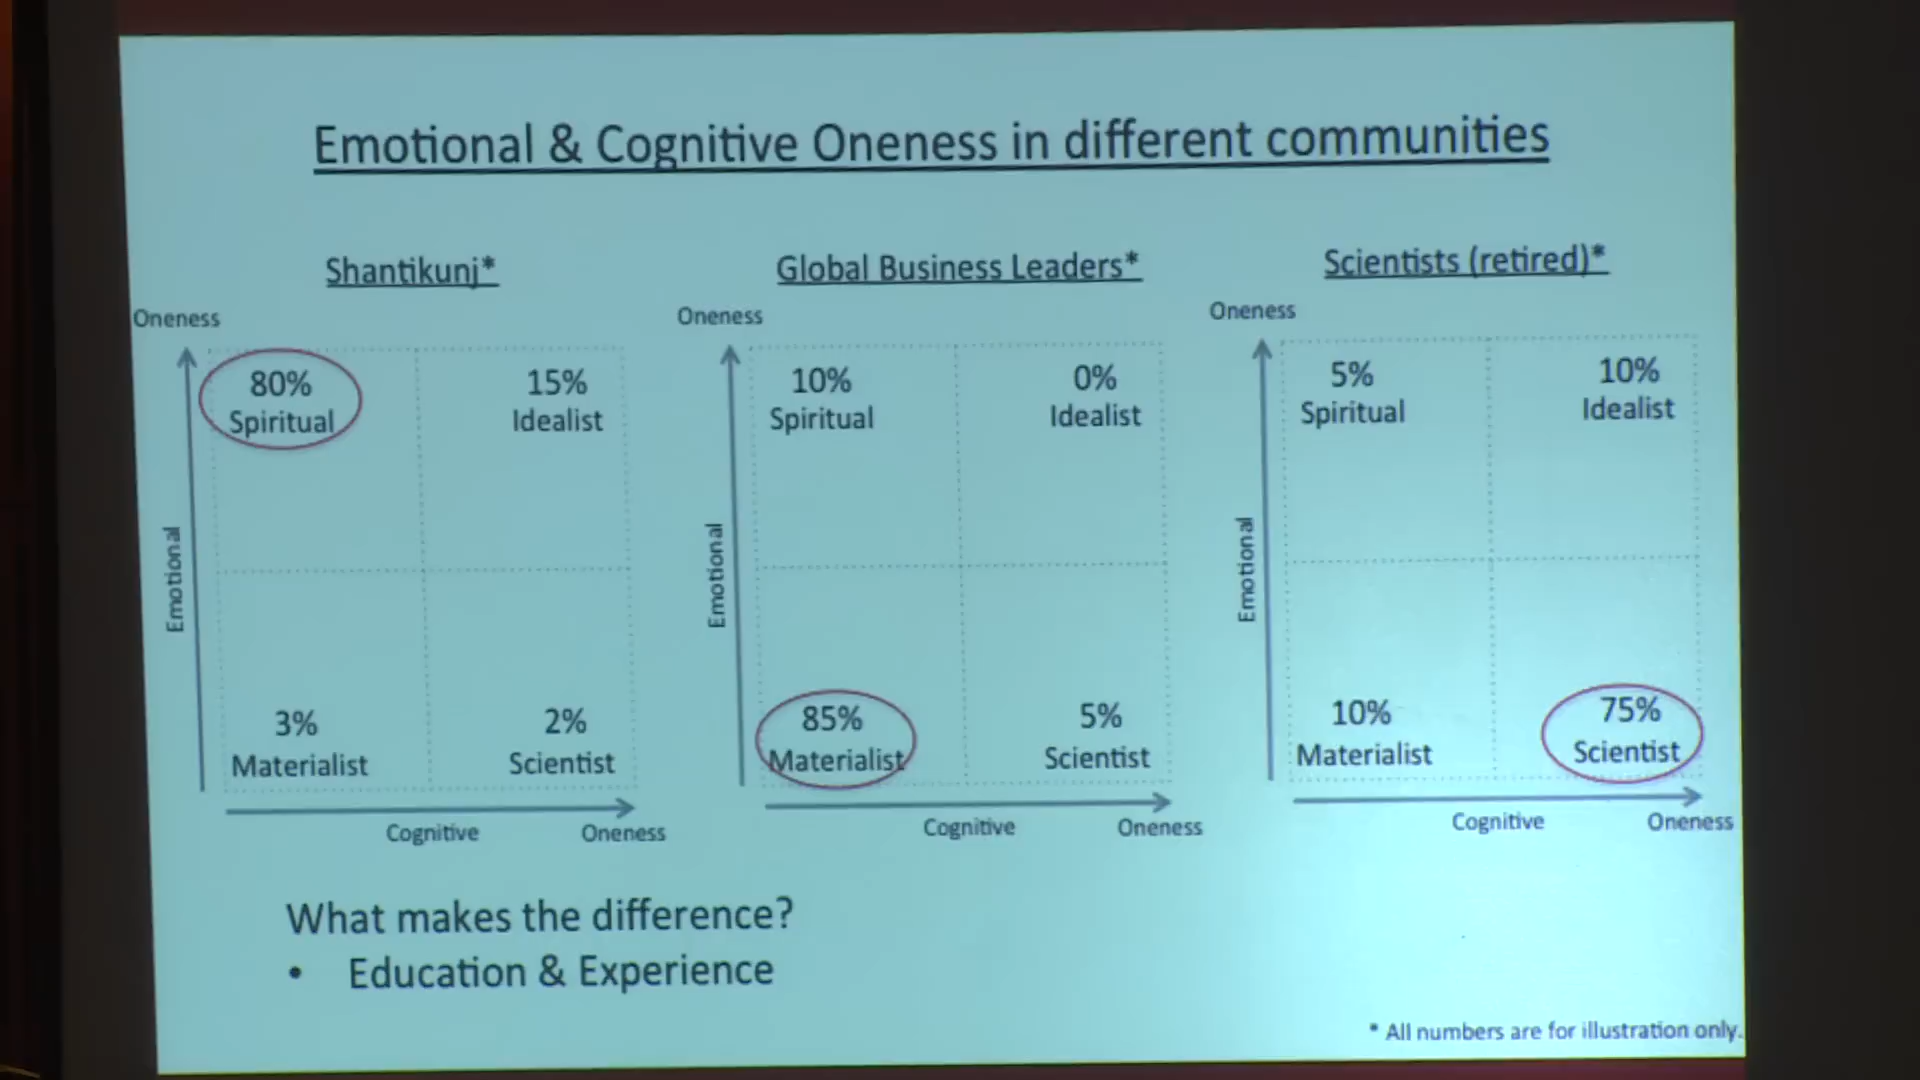 Emotional & Cognitive Oneness in different communities
Shantikunj*
Oneness
80%
Spiritual
15%
Idealist
Emotional
3%
Materialist
2%
Scientist
Cognitive
Oneness
Global Business Leaders*
Oneness
10%
Spiritual
0%
Idealist
Emotional
85%
Materialist
5%
Scientist
Cognitive
Oneness
Scientists (retired)*
Oneness
5%
Spiritual
10%
Idealist
Emotional
10%
Materialist
75%
Scientist
Cognitive
Oneness
What makes the difference?
• Education & Experience
* All numbers are for illustration only.